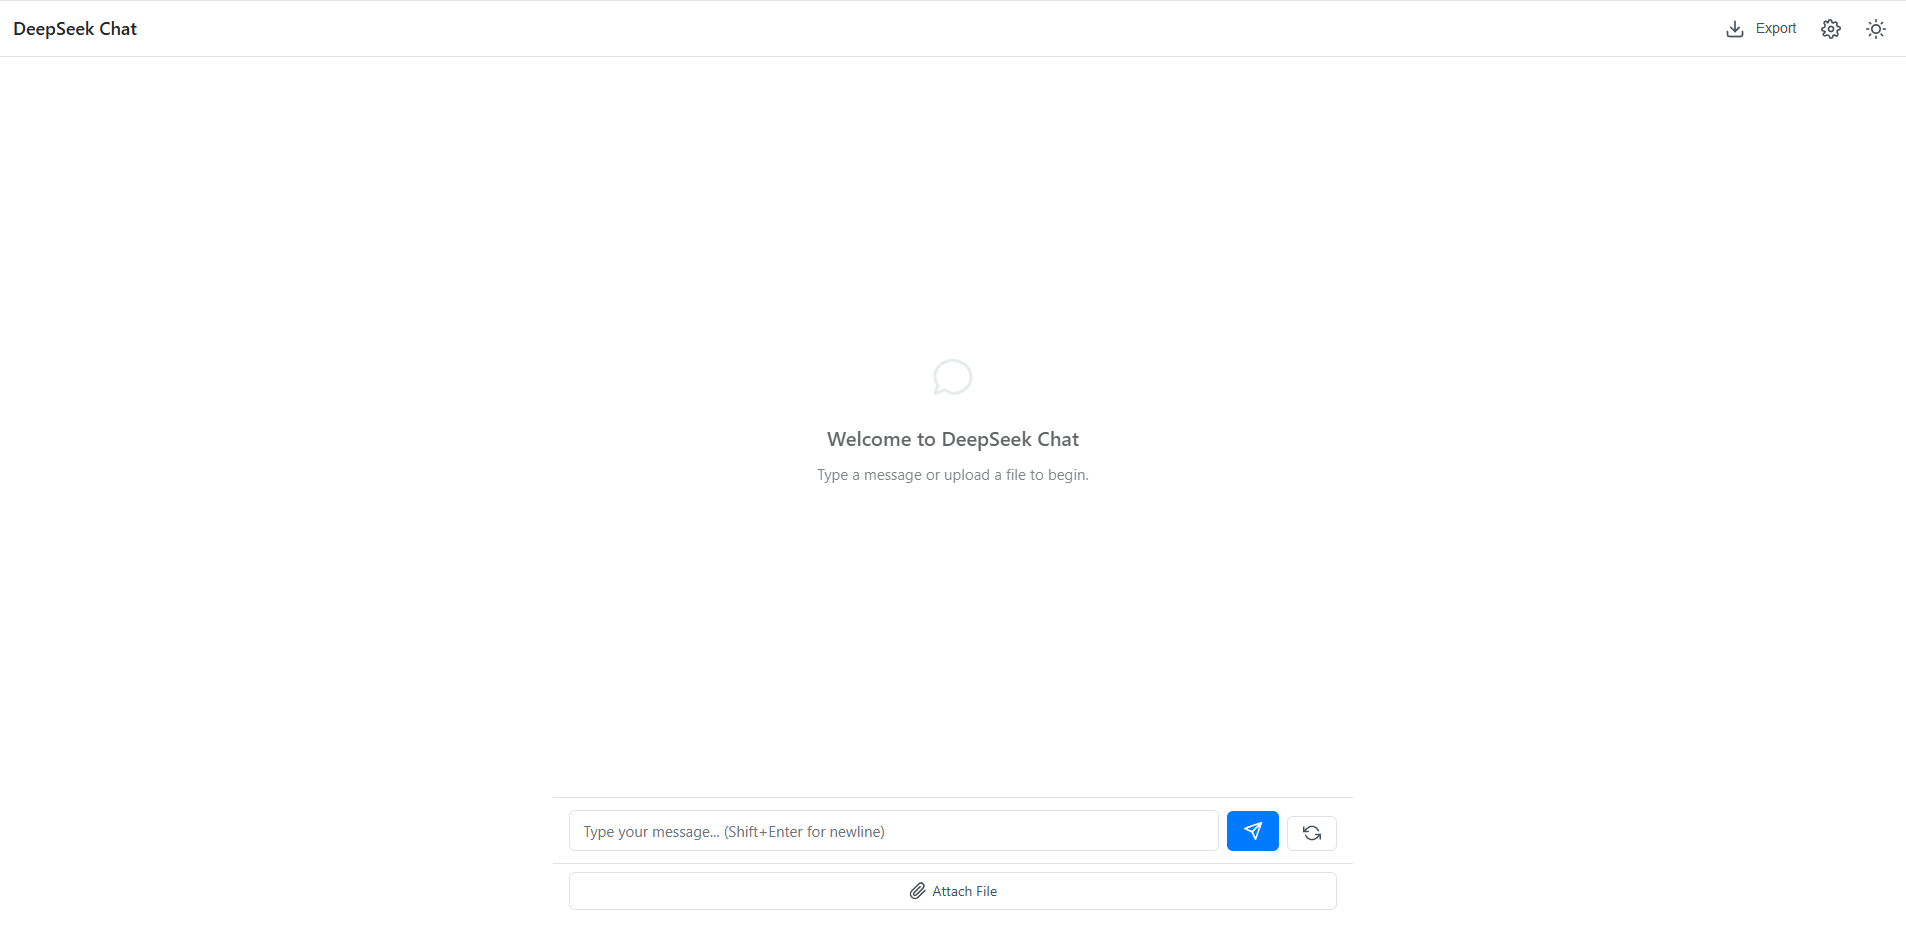 DeepSeek Chat
Export
Welcome to DeepSeek Chat
Type a message or upload a file to begin.
Type your message... (Shift+Enter for newline)
Attach File